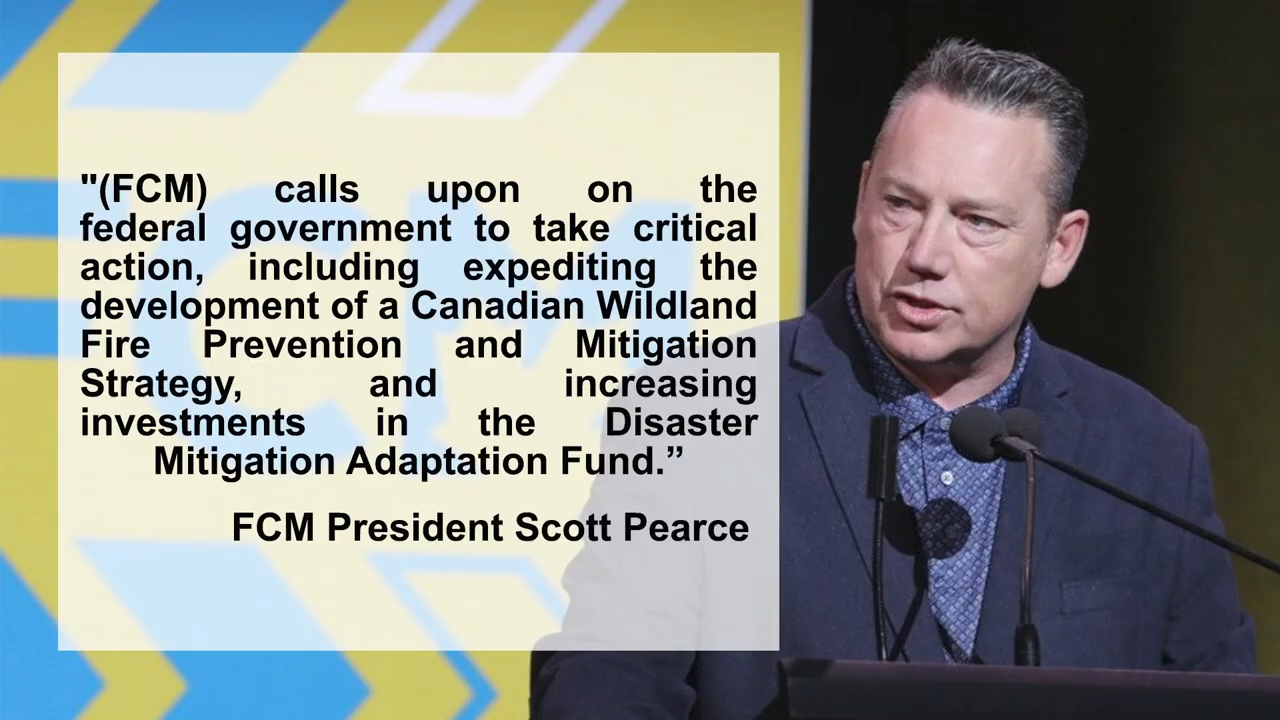 "(FCM) calls upon on the
federal government to take critical
action, including expediting the
development of a Canadian Wildland
Fire Prevention and Mitigation
Strategy, and increasing
investments in the Disaster
Mitigation Adaptation Fund.”
FCM President Scott Pearce